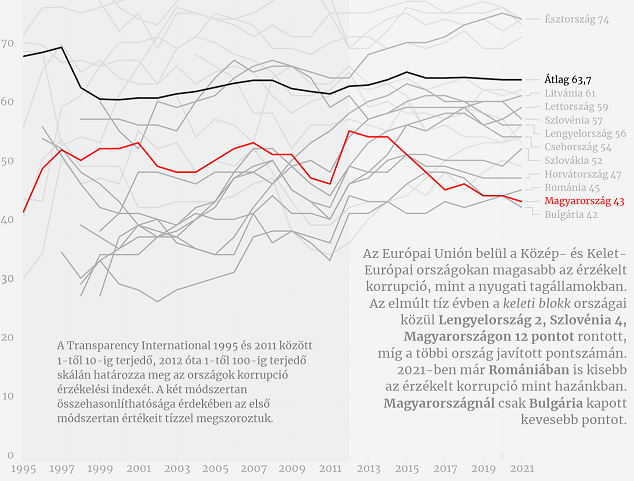 70
60
50
40
30
20
10
0
1995
1997
1999
2001
2003
2005
2007
2009
2011
2013
2015
2017
2019
2021
Észtország 74
Átlag 63,7
Litvánia 61
Lettország 59
Szlovénia 57
Lengyelország 56
Csehország 54
Szlovákia 52
Horvátország 47
Románia 45
Magyarország 43
Bulgária 42
Az Európai Unión belül a Közép- és Kelet-
Európai országokan magasabb az érzékelt
korrupció, mint a nyugati tagállamokban.
Az elmúlt tíz évben a keleti blokk országai
közül Lengyelország 2, Szlovénia 4,
Magyarországon 12 pontot rontott,
míg a többi ország javított pontszámán.
2021-ben már Romániában is kisebb
az érzékelt korrupció mint hazánkban.
Magyarországnál csak Bulgária kapott
kevesebb pontot.
A Transparency International 1995 és 2011 között
1-től 10-ig terjedő, 2012 óta 1-től 100-ig terjedő
skálán határozza meg az országok korrupció
érzékelési indexét. A két módszertan
összehasonlíthatósága érdekében az első
módszertan értékeit tízzel megszoroztuk.